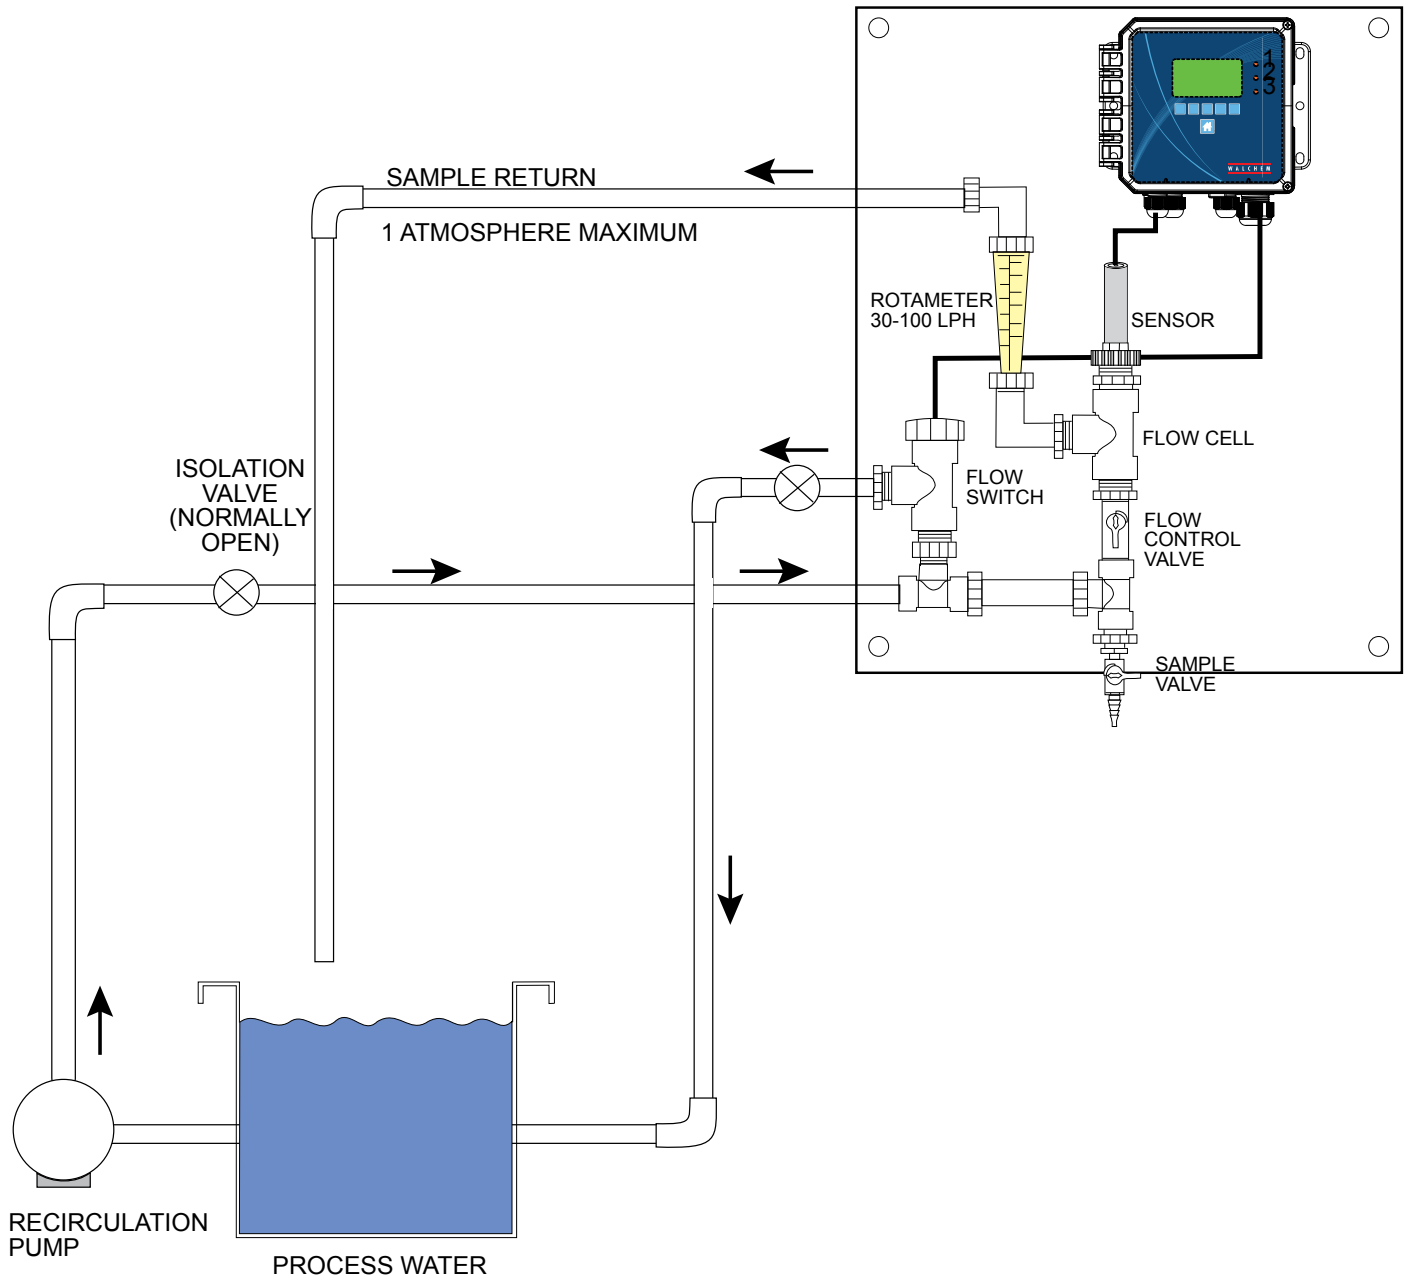 1
2
3
WALCHEM
SAMPLE RETURN
1 ATMOSPHERE MAXIMUM
ROTAMETER
30-100 LPH
SENSOR
FLOW CELL
ISOLATION
VALVE
(NORMALLY
OPEN)
FLOW
SWITCH
FLOW
CONTROL
VALVE
SAMPLE
VALVE
RECIRCULATION
PUMP
PROCESS WATER